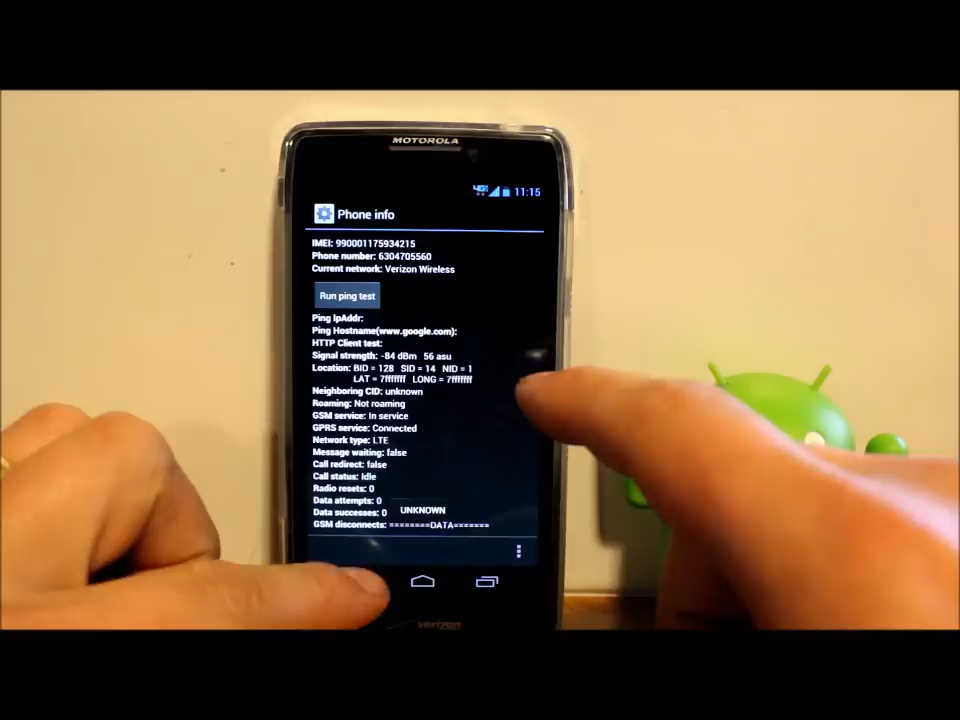 MOTOROLA
4G 11:15
Phone info
IMEI: 990001175934215
Phone number: 6304705560
Current network: Verizon Wireless
Run ping test
Ping IpAddr:
Ping Hostname(www.google.com):
HTTP Client test:
Signal strength: -84 dBm 56 asu
Location: BID = 128 SID = 14 NID = 1
LAT = 7fffffff LONG = 7fffffff
Neighboring CID: unknown
Roaming: Not roaming
GSM service: In service
GPRS service: Connected
Network type: LTE
Message waiting: false
Call redirect: false
Call status: Idle
Radio resets: 0
Data attempts: 0
Data successes: 0
UNKNOWN
GSM disconnects: ========DATA=======
verizon